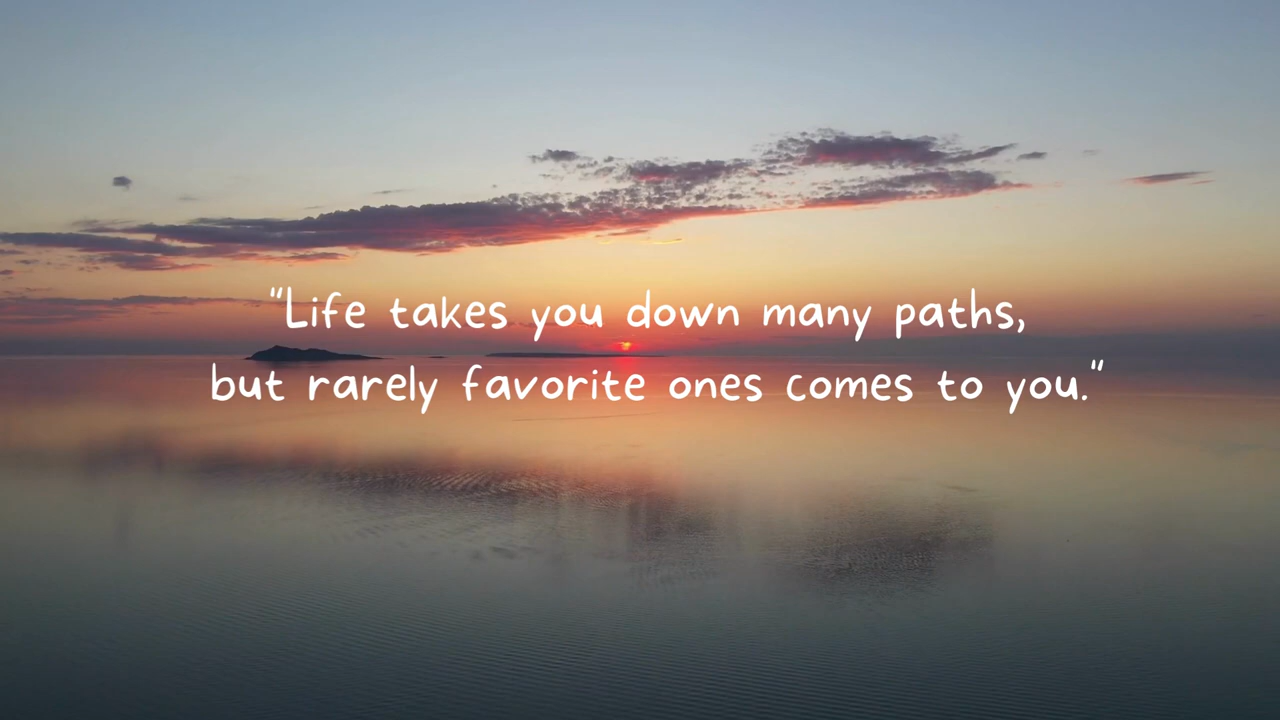 "Life takes you down many paths,
but rarely favorite ones comes to you."